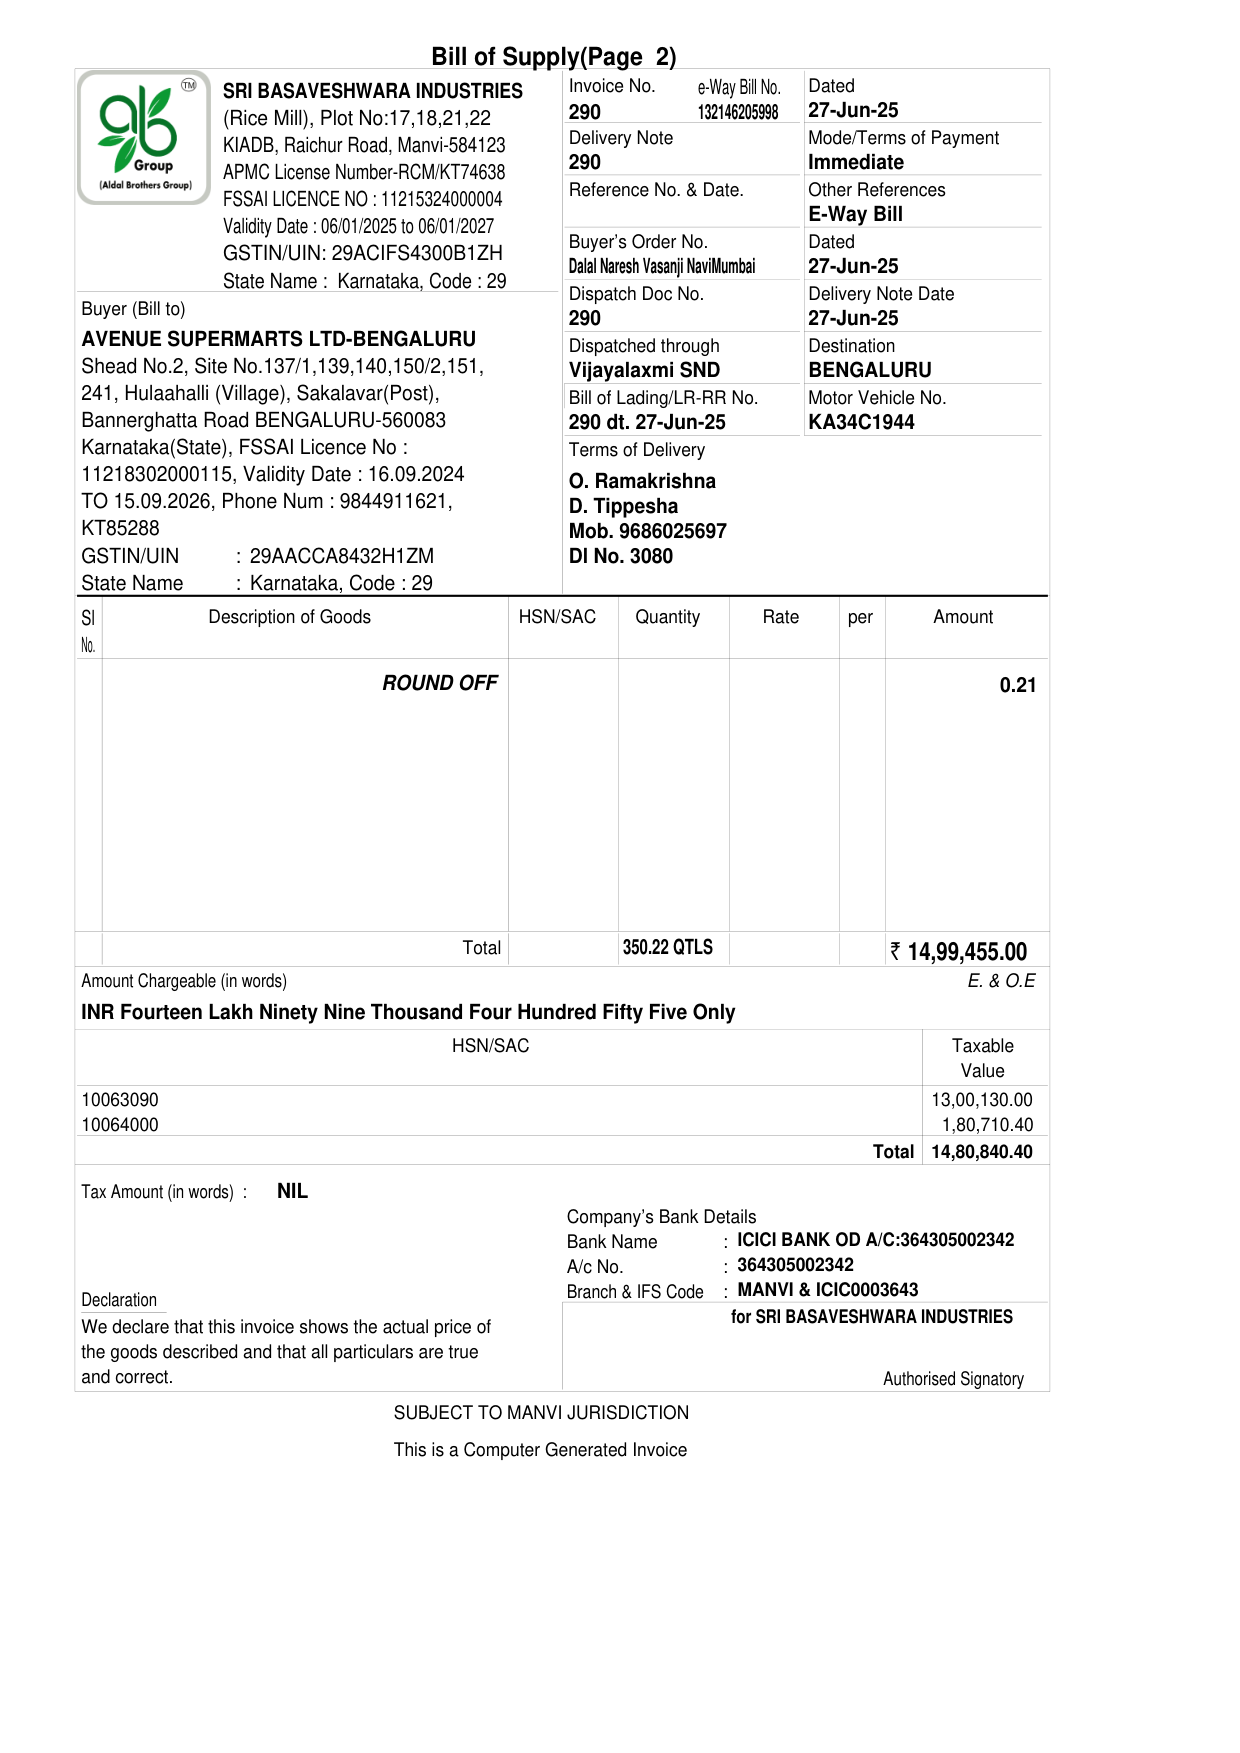 Bill of Supply(Page 2)
TM
Group
(Aldal Brothers Group)
SRI BASAVESHWARA INDUSTRIES
(Rice Mill), Plot No:17,18,21,22
KIADB, Raichur Road, Manvi-584123
APMC License Number-RCM/KT74638
FSSAI LICENCE NO : 11215324000004
Validity Date : 06/01/2025 to 06/01/2027
GSTIN/UIN: 29ACIFS4300B1ZH
State Name : Karnataka, Code : 29
Buyer (Bill to)
AVENUE SUPERMARTS LTD-BENGALURU
Shead No.2, Site No.137/1,139,140,150/2,151,
241, Hulaahalli (Village), Sakalavar(Post),
Bannerghatta Road BENGALURU-560083
Karnataka(State), FSSAI Licence No :
11218302000115, Validity Date : 16.09.2024
TO 15.09.2026, Phone Num : 9844911621,
KT85288
GSTIN/UIN : 29AACCA8432H1ZM
State Name : Karnataka, Code : 29
Invoice No. e-Way Bill No. Dated
290 132146205998 27-Jun-25
Delivery Note Mode/Terms of Payment
290 Immediate
Reference No. & Date. Other References
E-Way Bill
Buyer's Order No. Dated
Dalal Naresh Vasanji NaviMumbai 27-Jun-25
Dispatch Doc No. Delivery Note Date
290 27-Jun-25
Dispatched through Destination
Vijayalaxmi SND BENGALURU
Bill of Lading/LR-RR No. Motor Vehicle No.
290 dt. 27-Jun-25 KA34C1944
Terms of Delivery
O. Ramakrishna
D. Tippesha
Mob. 9686025697
Dl No. 3080
Sl Description of Goods HSN/SAC Quantity Rate per Amount
No.
ROUND OFF 0.21
Total 350.22 QTLS ₹ 14,99,455.00
Amount Chargeable (in words) E. & O.E
INR Fourteen Lakh Ninety Nine Thousand Four Hundred Fifty Five Only
HSN/SAC Taxable
Value
10063090 13,00,130.00
10064000 1,80,710.40
Total 14,80,840.40
Tax Amount (in words) : NIL
Company's Bank Details
Bank Name : ICICI BANK OD A/C:364305002342
A/c No. : 364305002342
Branch & IFS Code : MANVI & ICIC0003643
Declaration
We declare that this invoice shows the actual price of
the goods described and that all particulars are true
and correct.
for SRI BASAVESHWARA INDUSTRIES
Authorised Signatory
SUBJECT TO MANVI JURISDICTION
This is a Computer Generated Invoice